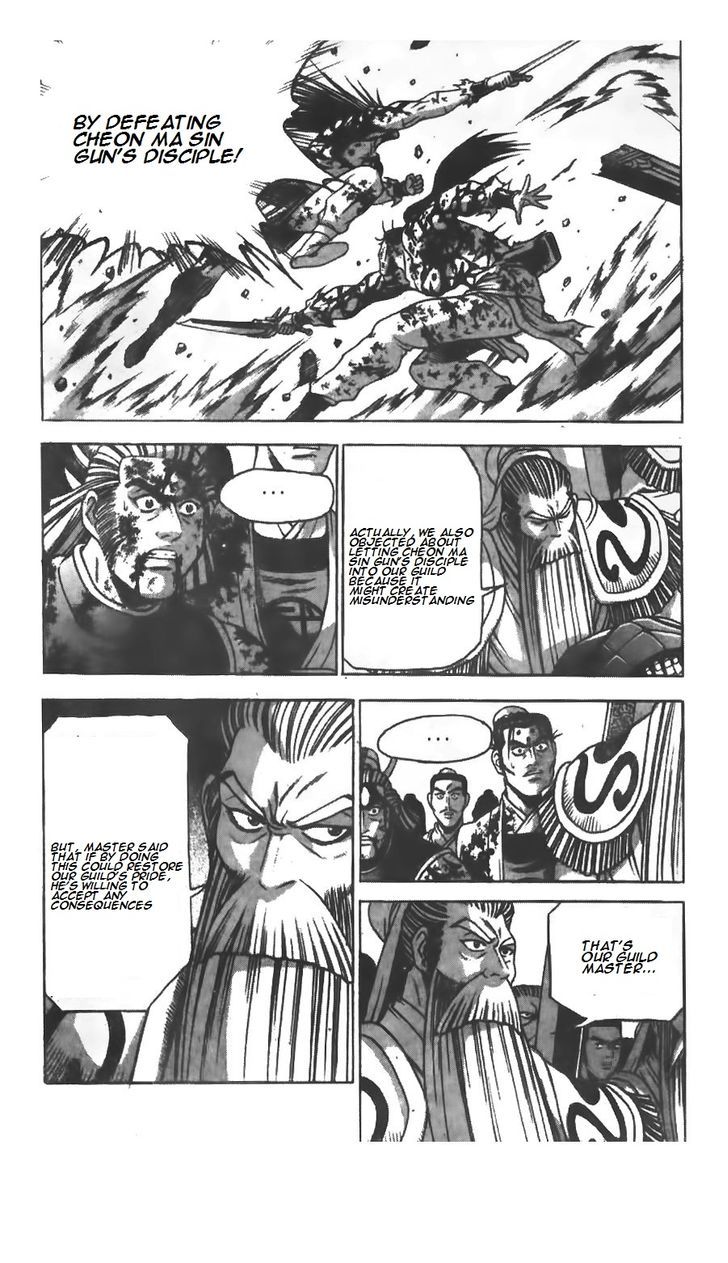 BY DEFEATING
CHEON MA SIN
GUN'S DISCIPLE!
...
ACTUALLY, WE ALSO
OBJECTED ABOUT
LETTING CHEON MA
SIN GUN'S DISCIPLE
INTO OUR GUILD
BECAUSE IT
MIGHT CREATE
MISUNDERSTANDING
BUT, MASTER SAID
THAT IF BY DOING
THIS COULD RESTORE
OUR GUILD'S PRIDE,
HE'S WILLING TO
ACCEPT ANY
CONSEQUENCES
...
THAT'S
OUR GUILD
MASTER...